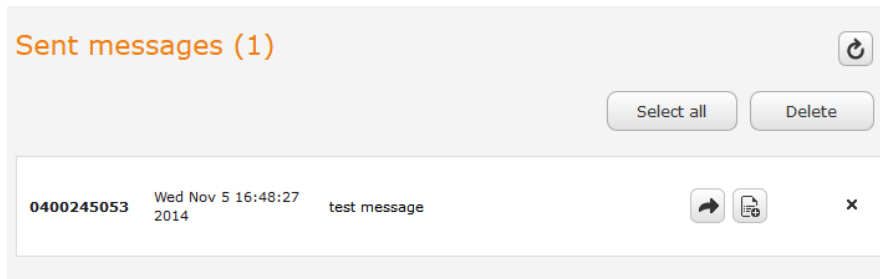 Sent messages (1)
Select all
Delete
0400245053
Wed Nov 5 16:48:27
2014
test message